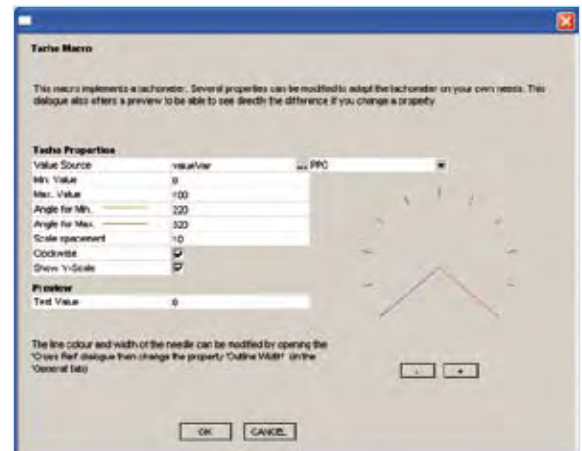 Tacho Macro
This macro implements a tachometer. Several properties can be modified to adept the tachometer on your own needs. This
dialogue also offers a preview to be able to see directly the difference if you change a property.
Tacho Properties
Value Source valueVar ... PPC
Min. Value 0
Max. Value 100
Angle for Min. 220
Angle for Max. 320
Scale spacement 10
Clockwise
Show V-Scale
Preview
Test Value 0
The line colour and width of the needle can be modified by opening the
'Cross Ref' dialogue then change the property 'Outline Width' (in the
'General tab)
- +
OK CANCEL